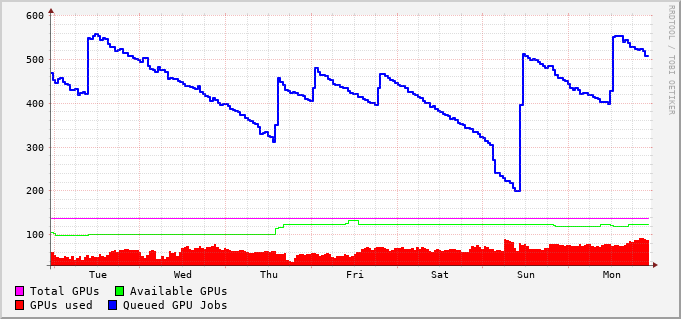 600
500
400
300
200
100
Tue Wed Thu Fri Sat Sun Mon
Total GPUs Available GPUs
GPUs used Queued GPU Jobs
RRDTOOL / TOBI OETIKER